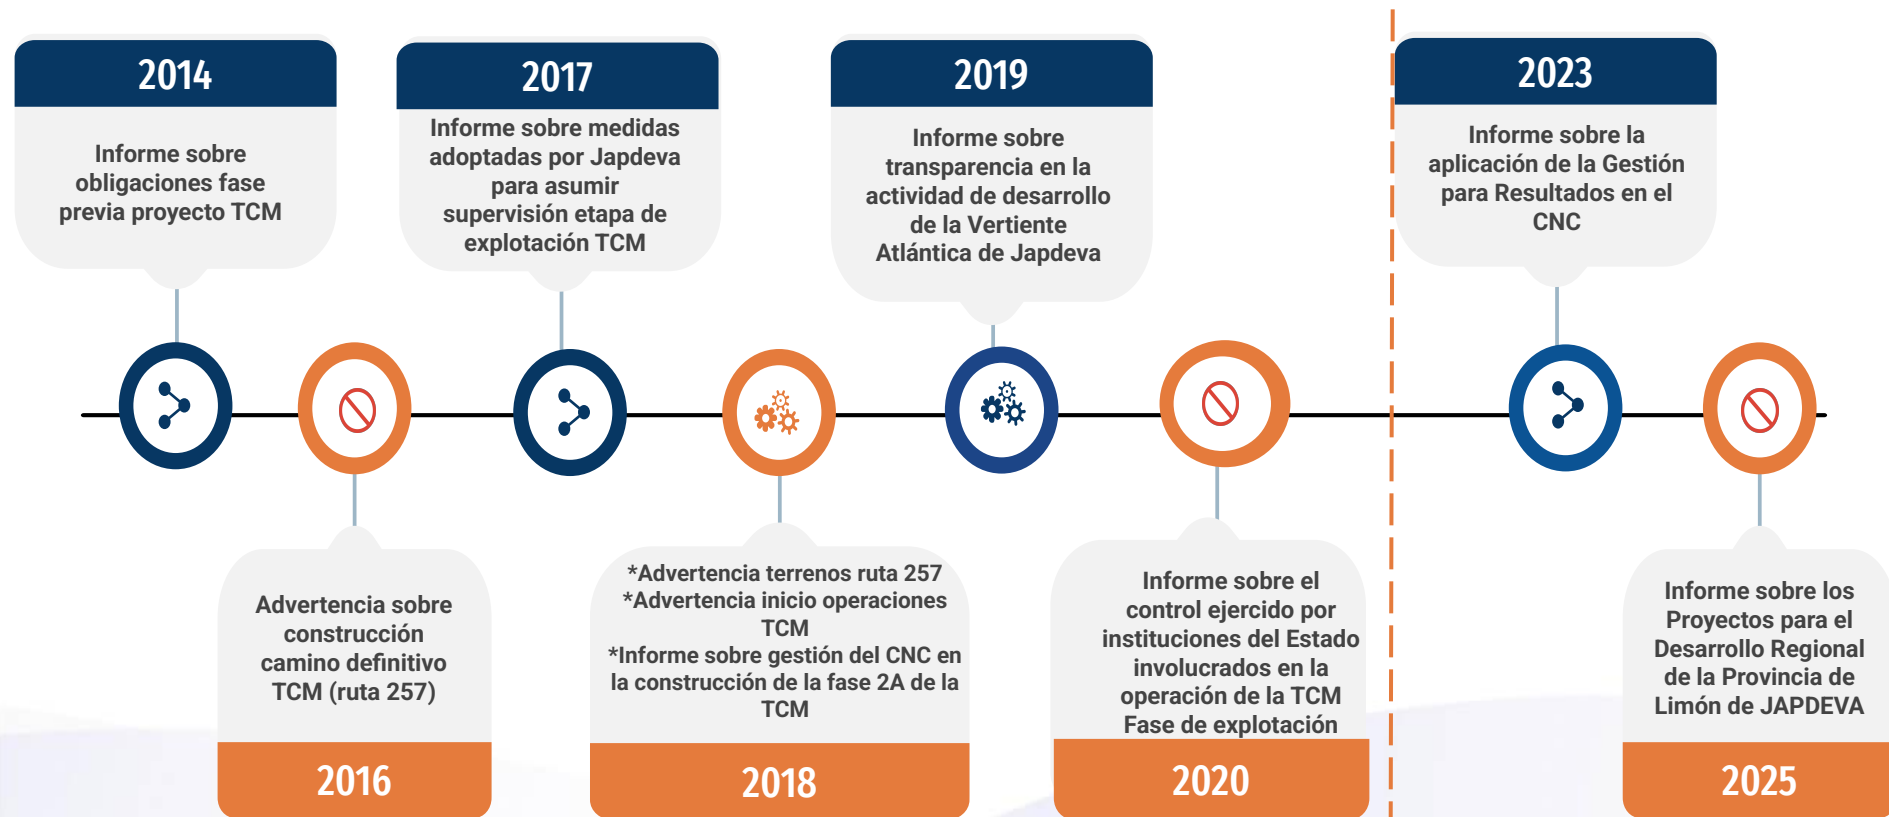 2014
Informe sobre
obligaciones fase
previa proyecto TCM
2017
Informe sobre medidas
adoptadas por Japdeva
para asumir
supervisión etapa de
explotación TCM
2019
Informe sobre
transparencia en la
actividad de desarrollo
de la Vertiente
Atlántica de Japdeva
2023
Informe sobre la
aplicación de la Gestión
para Resultados en el
CNC
Advertencia sobre
construcción
camino definitivo
TCM (ruta 257)
2016
*Advertencia terrenos ruta 257
*Advertencia inicio operaciones
TCM
*Informe sobre gestión del CNC en
la construcción de la fase 2A de la
TCM
2018
Informe sobre el
control ejercido por
instituciones del Estado
involucrados en la
operación de la TCM
Fase de explotación
2020
Informe sobre los
Proyectos para el
Desarrollo Regional
de la Provincia de
Limón de JAPDEVA
2025